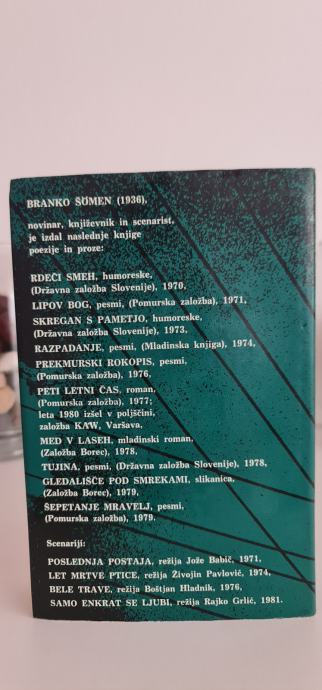 BRANKO ŠÖMEN (1936),
novinar, književnik in scenarist,
je izdal naslednje knjige
poezije in proze:
RDEČI SMEH, humoreske,
(Državna založba Slovenije), 1970,
LIPOV BOG, pesmi, (Pomurska založba), 1971,
SKREGAN S PAMETJO, humoreske,
(Državna založba Slovenije), 1973,
RAZPADANJE, pesmi, (Mladinska knjiga), 1974,
PREKMURSKI ROKOPIS, pesmi,
(Pomurska založba), 1976,
PETI LETNI ČAS, roman,
(Pomurska založba), 1977;
leta 1980 izšel v poljščini,
založba KAW, Varšava,
MED V LASEH, mladinski roman,
(Založba Borec), 1978,
TUJINA, pesmi, (Državna založba Slovenije), 1978,
GLEDALIŠČE POD SMREKAMI, slikanica,
(Založba Borec), 1979,
ŠEPETANJE MRAVELJ, pesmi,
(Pomurska založba), 1979.
Scenariji:
POSLEDNJA POSTAJA, režija Jože Babič, 1971,
LET MRTVE PTICE, režija Živojin Pavlović, 1974,
BELE TRAVE, režija Boštjan Hladnik, 1976,
SAMO ENKRAT SE LJUBI, režija Rajko Grlić, 1981.